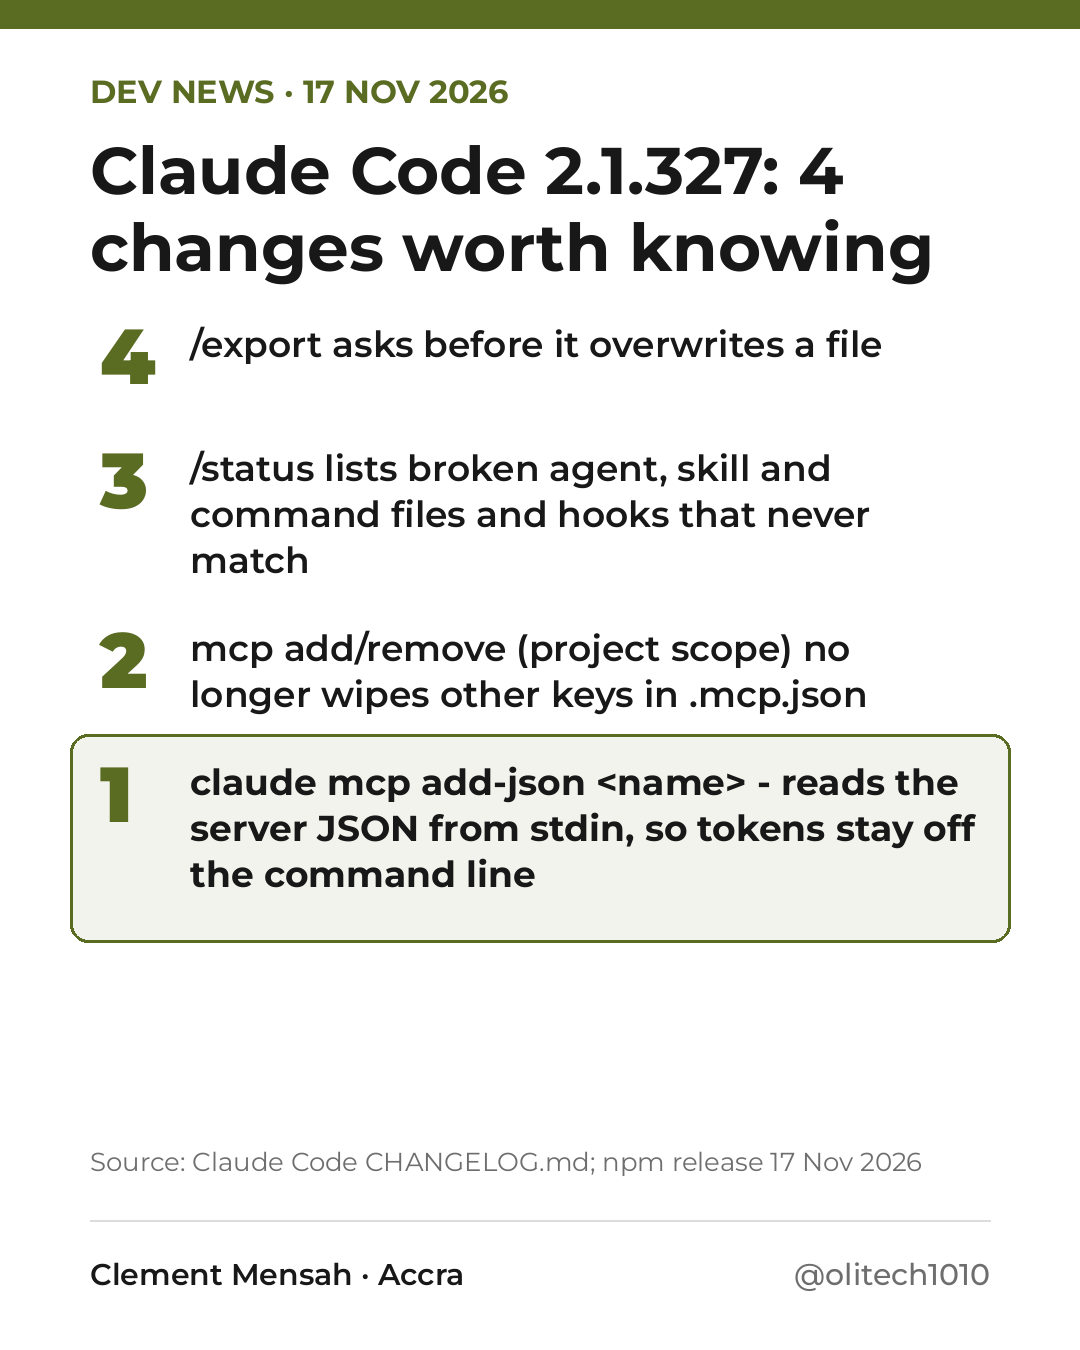 DEV NEWS · 17 NOV 2026
Claude Code 2.1.327: 4
changes worth knowing
4
/export asks before it overwrites a file
3
/status lists broken agent, skill and
command files and hooks that never
match
2
mcp add/remove (project scope) no
longer wipes other keys in .mcp.json
1
claude mcp add-json <name> - reads the
server JSON from stdin, so tokens stay off
the command line
Source: Claude Code CHANGELOG.md; npm release 17 Nov 2026
Clement Mensah · Accra
@olitech1010